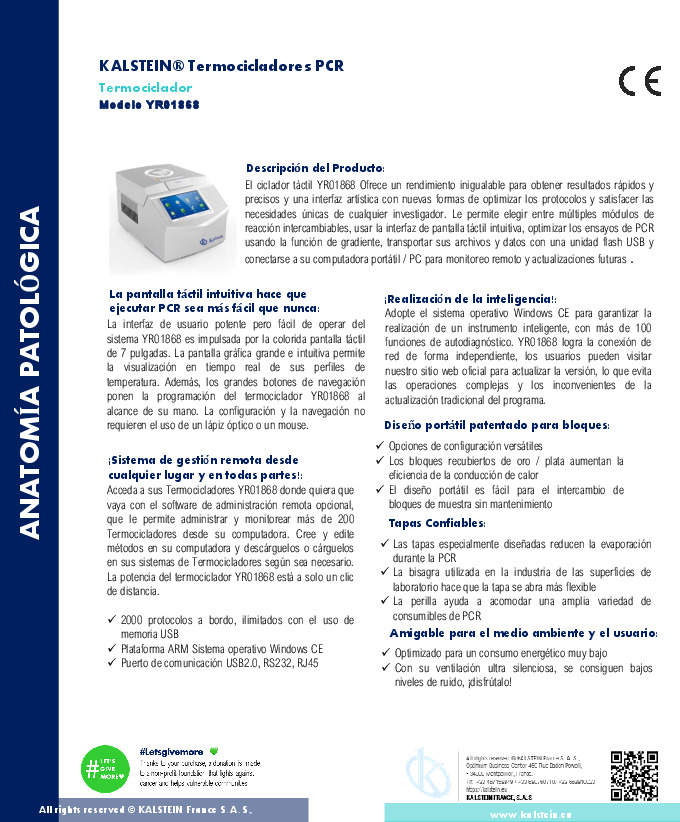 KALSTEIN® Termocicladores PCR
Termociclador
Modelo YR01868
CE
ANATOMÍA PATOLÓGICA
Descripción del Producto:
El ciclador táctil YR01868 Ofrece un rendimiento inigualable para obtener resultados rápidos y
precisos y una interfaz artística con nuevas formas de optimizar los protocolos y satisfacer las
necesidades únicas de cualquier investigador. Le permite elegir entre múltiples módulos de
reacción intercambiables, usar la interfaz de pantalla táctil intuitiva, optimizar los ensayos de PCR
usando la función de gradiente, transportar sus archivos y datos con una unidad flash USB y
conectarse a su computadora portátil / PC para monitoreo remoto y actualizaciones futuras .
La pantalla táctil intuitiva hace que
ejecutar PCR sea más fácil que nunca:
La interfaz de usuario potente pero fácil de operar del
sistema YR01868 es impulsada por la colorida pantalla táctil
de 7 pulgadas. La pantalla gráfica grande e intuitiva permite
la visualización en tiempo real de sus perfiles de
temperatura. Además, los grandes botones de navegación
ponen la programación del termociclador YR01868 al
alcance de su mano. La configuración y la navegación no
requieren el uso de un lápiz óptico o un mouse.
¡Sistema de gestión remota desde
cualquier lugar y en todas partes!:
Acceda a sus Termocicladores YR01868 donde quiera que
vaya con el software de administración remota opcional,
que le permite administrar y monitorear más de 200
Termocicladores desde su computadora. Cree y edite
métodos en su computadora y descárguelos o cárguelos
en sus sistemas de Termocicladores según sea necesario.
La potencia del termociclador YR01868 está a solo un clic
de distancia.
✓ 2000 protocolos a bordo, ilimitados con el uso de
memoria USB
✓ Plataforma ARM Sistema operativo Windows CE
✓ Puerto de comunicación USB2.0, RS232, RJ45
¡Realización de la inteligencia!:
Adopte el sistema operativo Windows CE para garantizar la
realización de un instrumento inteligente, con más de 100
funciones de autodiagnóstico. YR01868 logra la conexión de
red de forma independiente, los usuarios pueden visitar
nuestro sitio web oficial para actualizar la versión, lo que evita
las operaciones complejas y los inconvenientes de la
actualización tradicional del programa.
Diseño portátil patentado para bloques:
✓ Opciones de configuración versátiles
✓ Los bloques recubiertos de oro / plata aumentan la
eficiencia de la conducción de calor
✓ El diseño portátil es fácil para el intercambio de
bloques de muestra sin mantenimiento
Tapas Confiables:
✓ Las tapas especialmente diseñadas reducen la evaporación
durante la PCR
✓ La bisagra utilizada en la industria de las superficies de
laboratorio hace que la tapa se abra más flexible
✓ La perilla ayuda a acomodar una amplia variedad de
consumibles de PCR
Amigable para el medio ambiente y el usuario:
✓ Optimizado para un consumo energético muy bajo
✓ Con su ventilación ultra silenciosa, se consiguen bajos
niveles de ruido, ¡disfrútalo!
#LET'S
GIVE
MORE
#Letsgivemore
Thanks to your purchase, a donation is made
to a non-profit foundation that fights against
cancer and helps vulnerable communities
All rights reserved © KALSTEIN France S. A. S.,
Optimum Business Center 450 Rue Baden Powell,
34000 Montpellier, France.
https://kalstein.eu
KALSTEIN FRANCE, S.A.S
All rights reserved © KALSTEIN France S. A. S.,
www.kalstein.eu